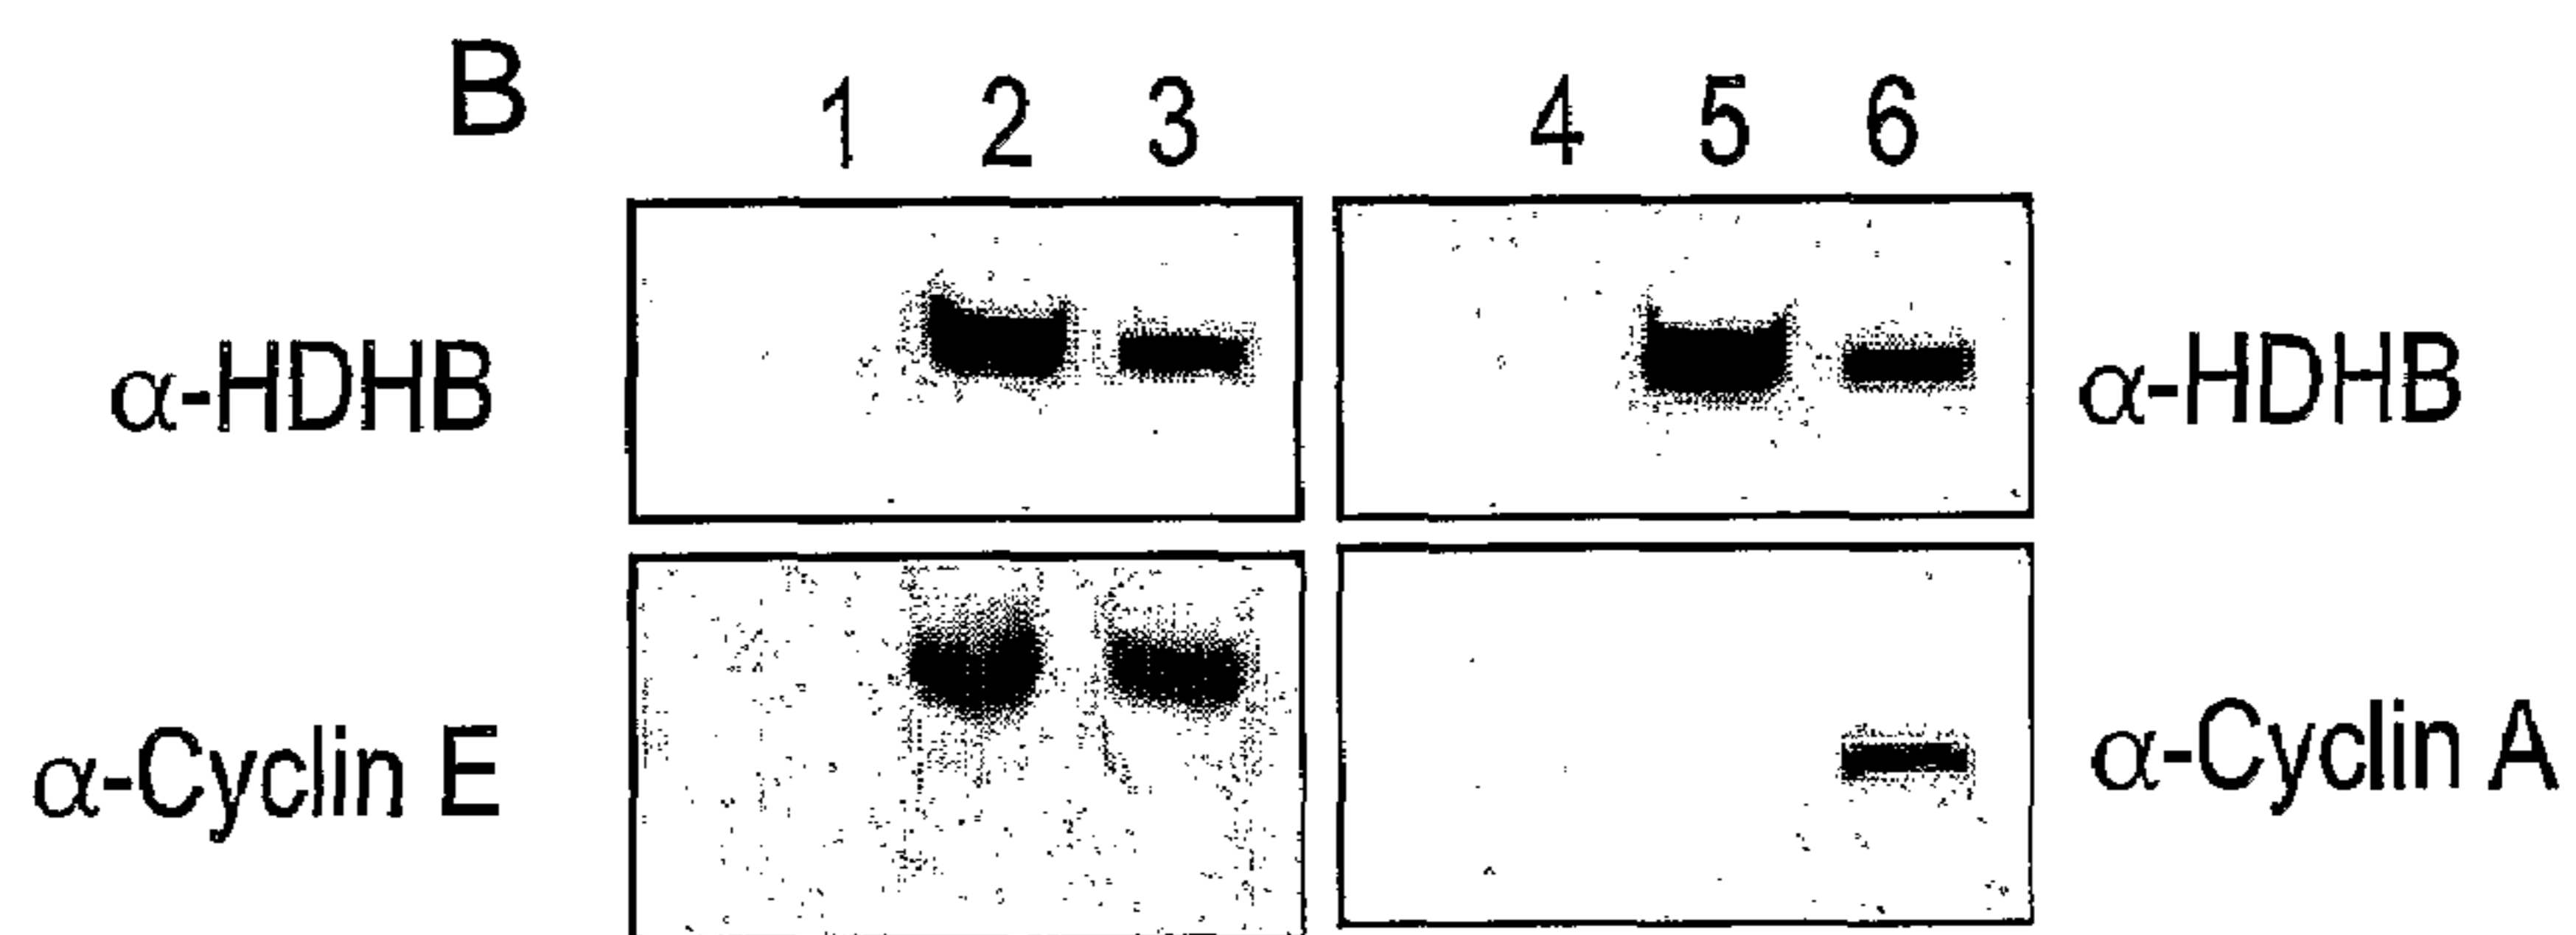 B
1 2 3 4 5 6
α-HDHB α-HDHB
α-Cyclin E α-Cyclin A